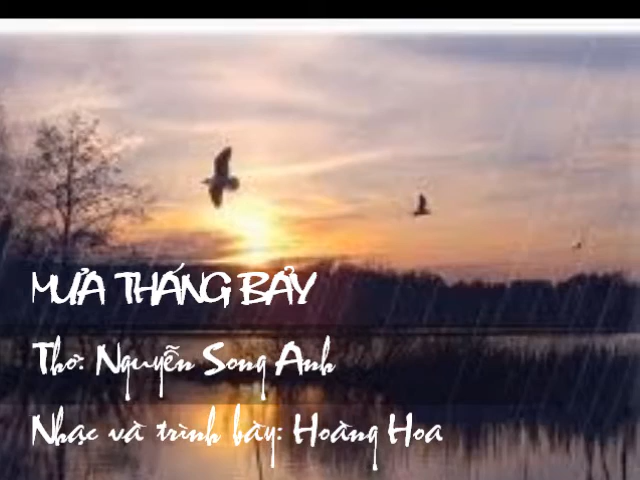 MƯA THÁNG BẢY
Thơ: Nguyễn Song Anh
Nhạc và trình bày: Hoàng Hoa